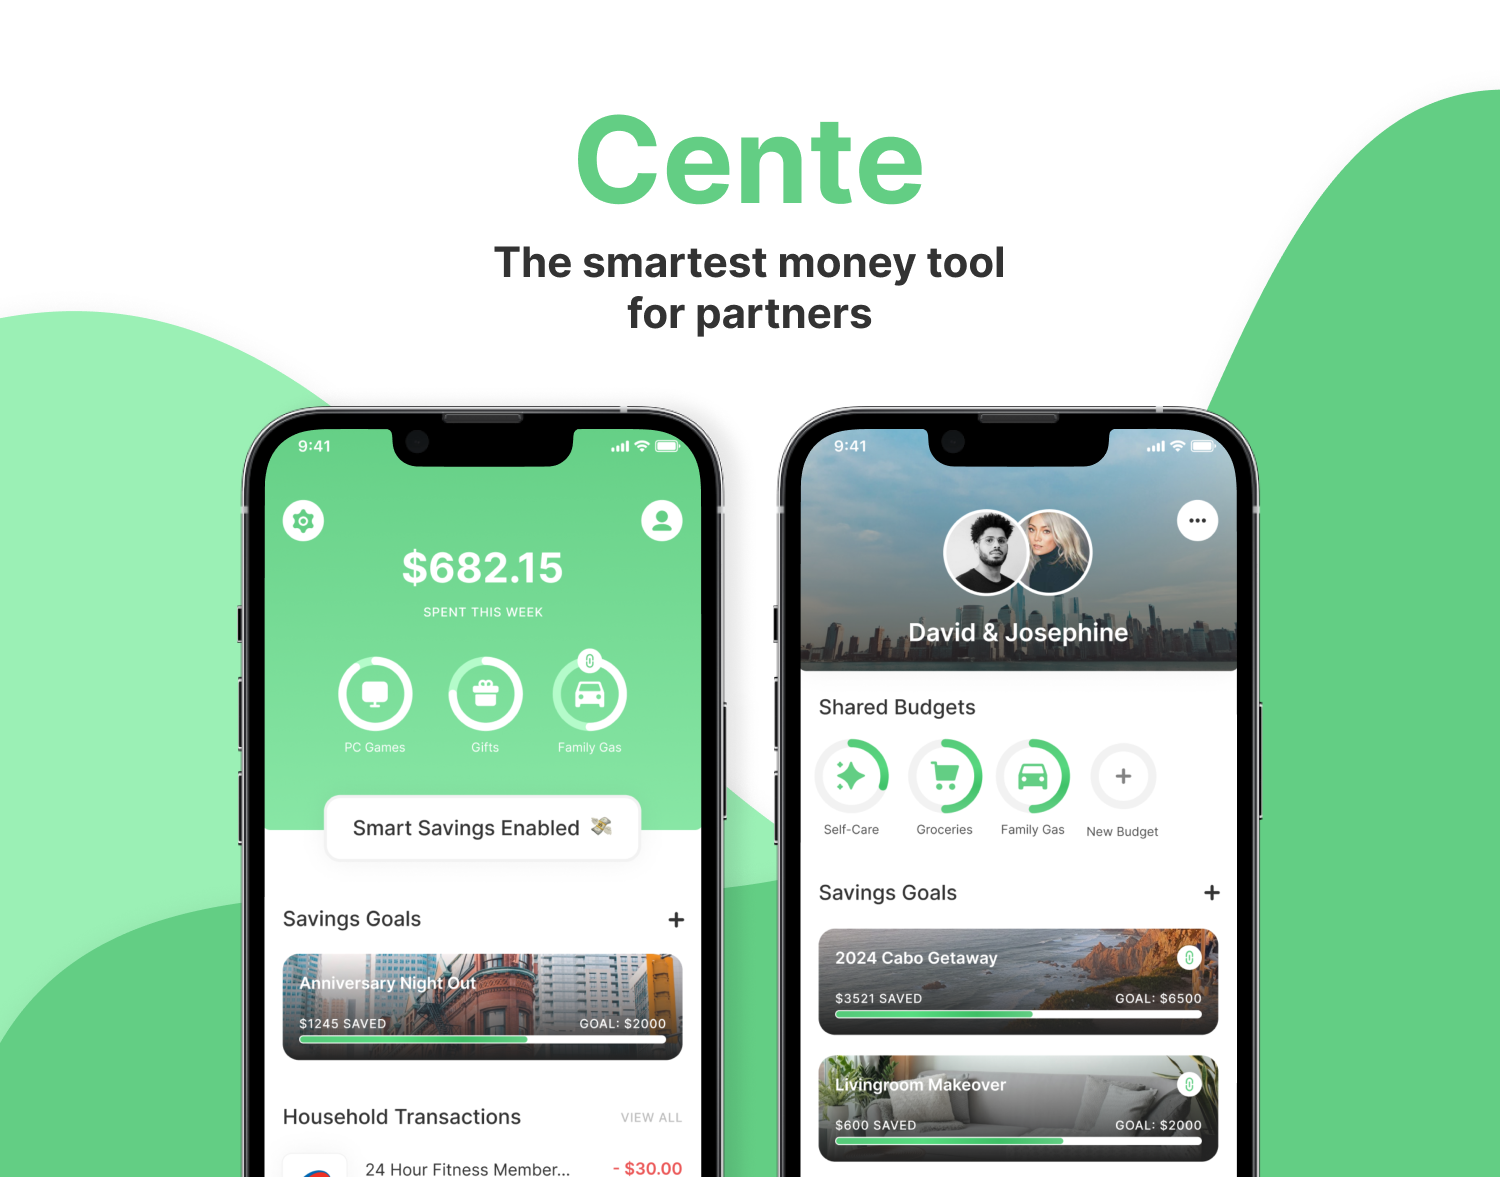 Cente
The smartest money tool
for partners
9:41
$682.15
SPENT THIS WEEK
PC Games
Gifts
Family Gas
Smart Savings Enabled
Savings Goals
Anniversary Night Out
$1245 SAVED
GOAL: $2000
Household Transactions
VIEW ALL
24 Hour Fitness Member...
- $30.00
9:41
David & Josephine
Shared Budgets
Self-Care
Groceries
Family Gas
New Budget
Savings Goals
2024 Cabo Getaway
$3521 SAVED
GOAL: $6500
Livingroom Makeover
$600 SAVED
GOAL: $2000